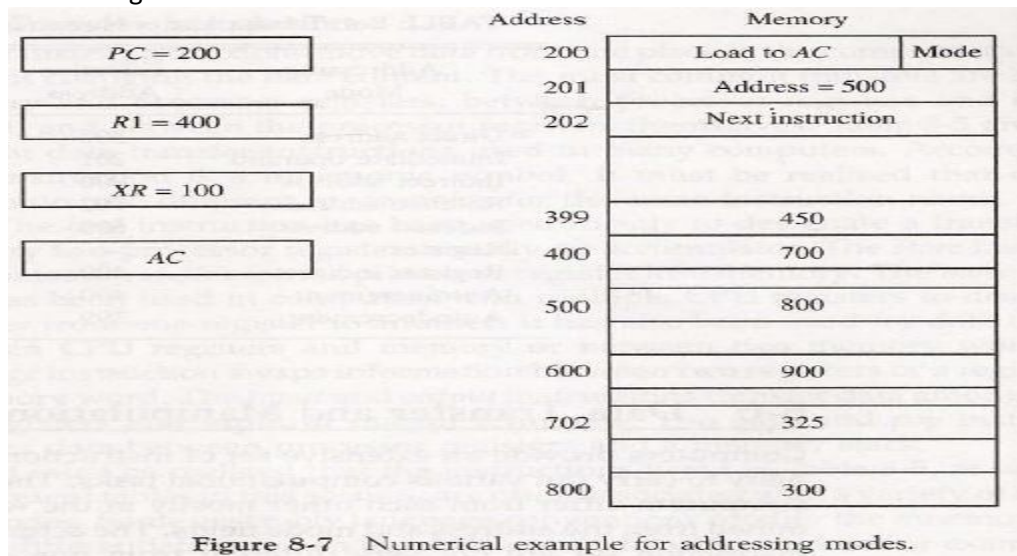 Address Memory
PC = 200
200 Load to AC Mode
201 Address = 500
R1 = 400
202 Next instruction
XR = 100
399 450
AC
400 700
500 800
600 900
702 325
800 300
Figure 8-7 Numerical example for addressing modes.